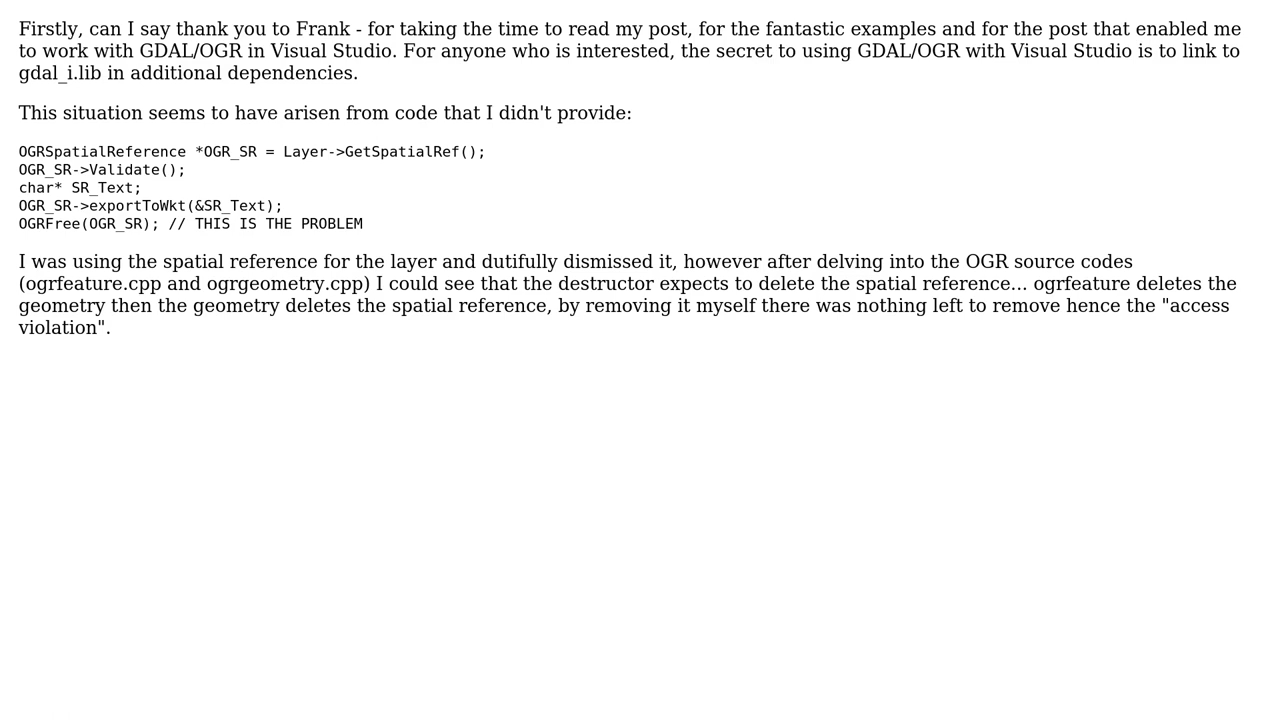 Firstly, can I say thank you to Frank - for taking the time to read my post, for the fantastic examples and for the post that enabled me
to work with GDAL/OGR in Visual Studio. For anyone who is interested, the secret to using GDAL/OGR with Visual Studio is to link to
gdal_i.lib in additional dependencies.
This situation seems to have arisen from code that I didn't provide:
OGRSpatialReference *OGR_SR = Layer->GetSpatialRef();
OGR_SR->Validate();
char* SR_Text;
OGR_SR->exportToWkt(&SR_Text);
OGRFree(OGR_SR); // THIS IS THE PROBLEM
I was using the spatial reference for the layer and dutifully dismissed it, however after delving into the OGR source codes
(ogrfeature.cpp and ogrgeometry.cpp) I could see that the destructor expects to delete the spatial reference... ogrfeature deletes the
geometry then the geometry deletes the spatial reference, by removing it myself there was nothing left to remove hence the "access
violation".